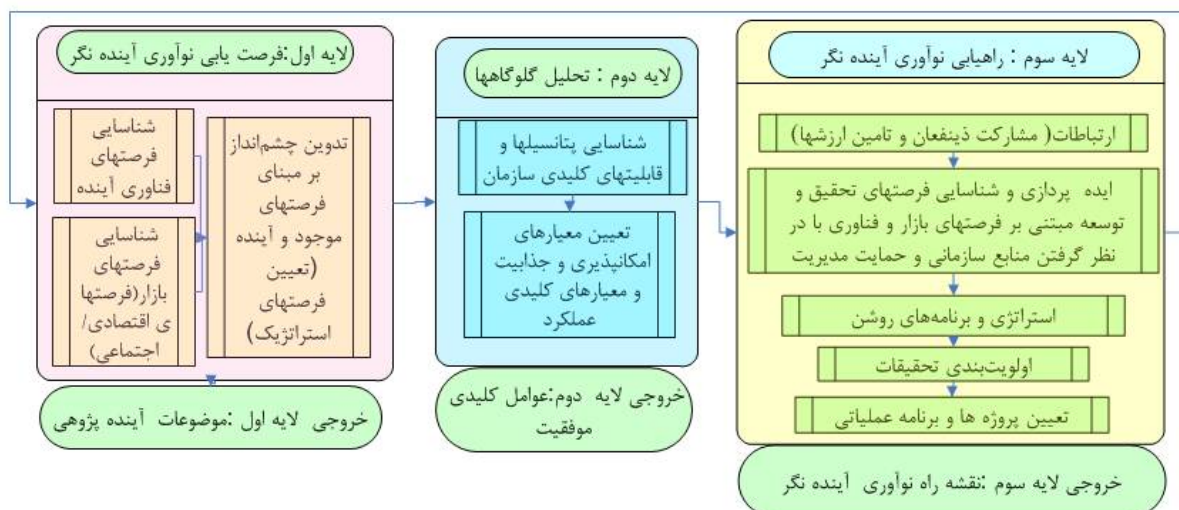 لایه اول:فرصت یابی نوآوری آینده نگر
شناسایی
فرصتهای
فناوری آینده
شناسایی
فرصتهای
بازار(فرصتها
ی اقتصادی/
اجتماعی)
تدوین چشم‌انداز
بر مبنای
فرصتهای
موجود و آینده
(تعیین
فرصتهای
استراتژیک)
خروجی لایه اول :موضوعات آینده پژوهی
لایه دوم : تحلیل گلوگاهها
شناسایی پتانسیلها و
قابلیتهای کلیدی سازمان
تعیین معیارهای
امکانپذیری و جذابیت
و معیارهای کلیدی
عملکرد
خروجی لایه دوم:عوامل کلیدی
موفقیت
لایه سوم : راهیابی نوآوری آینده نگر
ارتباطات( مشارکت ذینفعان و تامین ارزشها)
ایده پردازی و شناسایی فرصتهای تحقیق و
توسعه مبتنی بر فرصتهای بازار و فناوری با در
نظر گرفتن منابع سازمانی و حمایت مدیریت
استراتژی و برنامه‌های روشن
اولویت‌بندی تحقیقات
تعیین پروژه ها و برنامه عملیاتی
خروجی لایه سوم :نقشه راه نوآوری آینده نگر